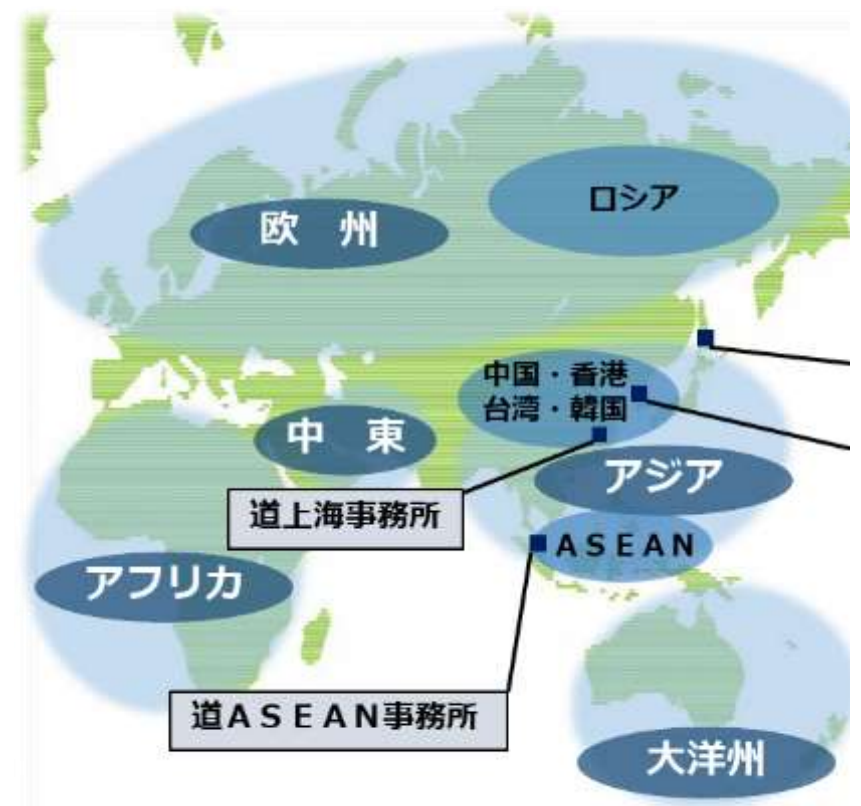 ロシア
欧 州
中国・香港
台湾・韓国
中 東
アジア
道上海事務所
ＡＳＥＡＮ
アフリカ
道ＡＳＥＡＮ事務所
大洋州